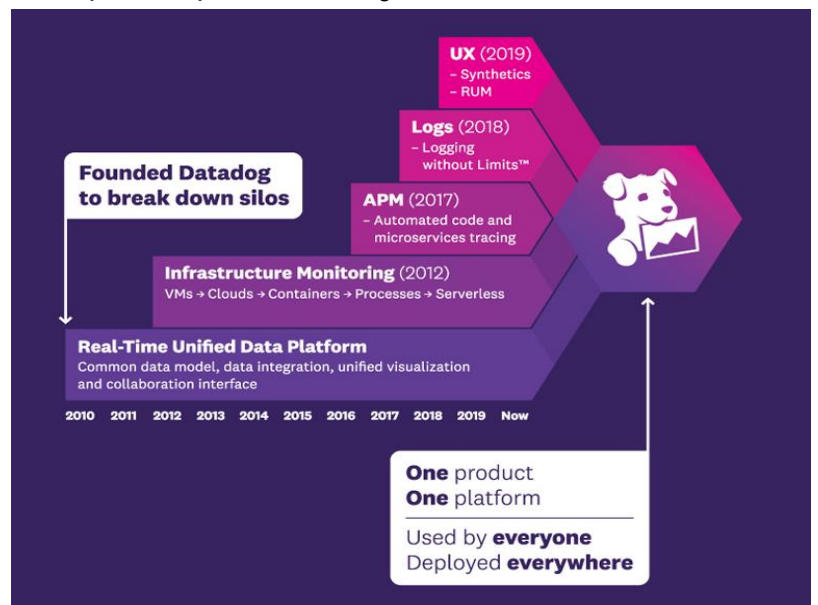 UX (2019)
– Synthetics
– RUM
Logs (2018)
– Logging
without Limits™
Founded Datadog
to break down silos
APM (2017)
– Automated code and
microservices tracing
Infrastructure Monitoring (2012)
VMs → Clouds → Containers → Processes → Serverless
Real-Time Unified Data Platform
Common data model, data integration, unified visualization
and collaboration interface
2010 2011 2012 2013 2014 2015 2016 2017 2018 2019 Now
One product
One platform
Used by everyone
Deployed everywhere